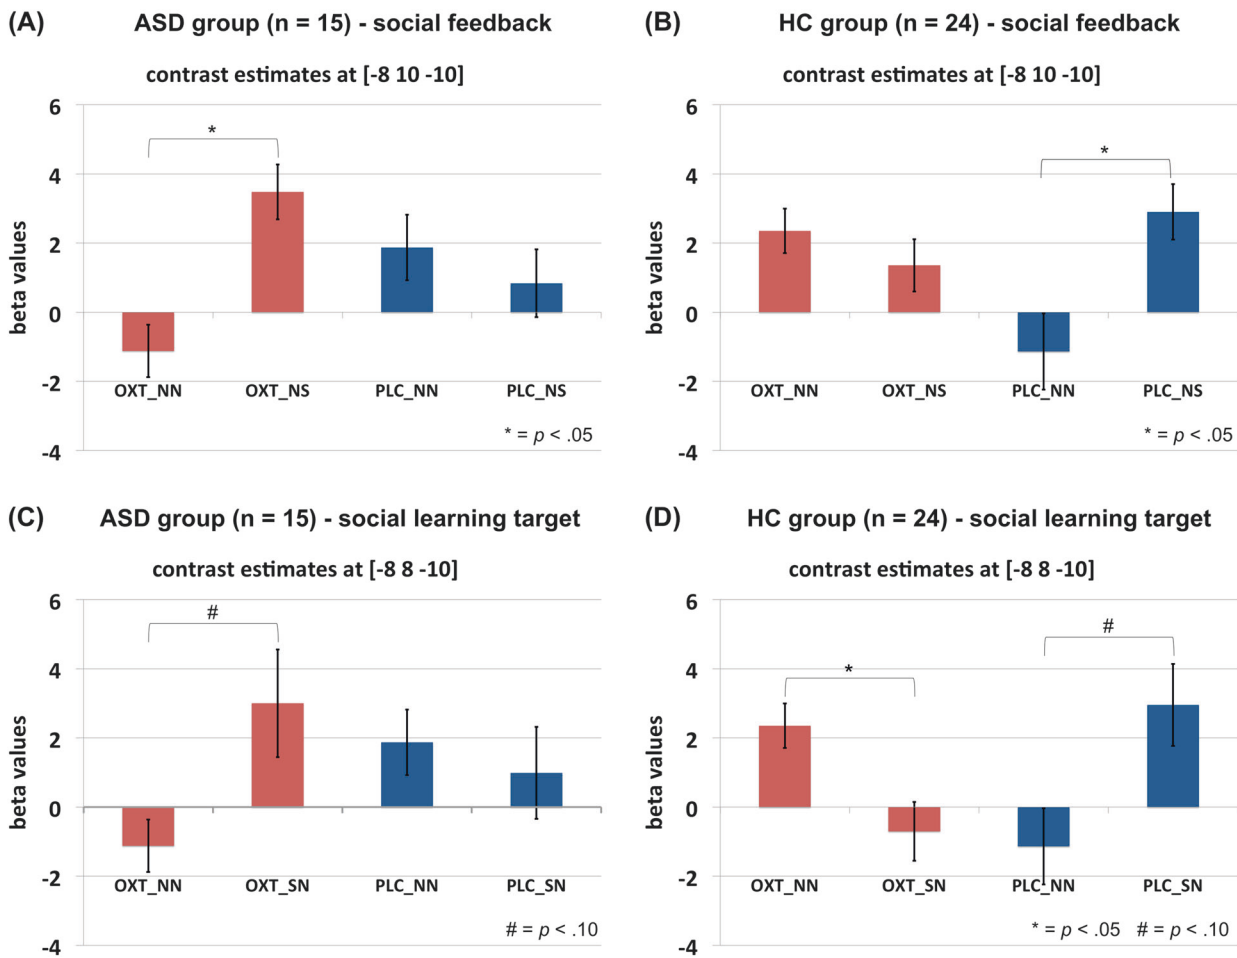 (A) ASD group (n = 15) - social feedback
contrast estimates at [-8 10 -10]
6
4
2
0
-2
-4
beta values
*
OXT_NN OXT_NS PLC_NN PLC_NS
* = p < .05
(B) HC group (n = 24) - social feedback
contrast estimates at [-8 10 -10]
6
4
2
0
-2
-4
beta values
*
OXT_NN OXT_NS PLC_NN PLC_NS
* = p < .05
(C) ASD group (n = 15) - social learning target
contrast estimates at [-8 8 -10]
6
4
2
0
-2
-4
beta values
#
OXT_NN OXT_SN PLC_NN PLC_SN
# = p < .10
(D) HC group (n = 24) - social learning target
contrast estimates at [-8 8 -10]
6
4
2
0
-2
-4
beta values
*
#
OXT_NN OXT_SN PLC_NN PLC_SN
* = p < .05 # = p < .10